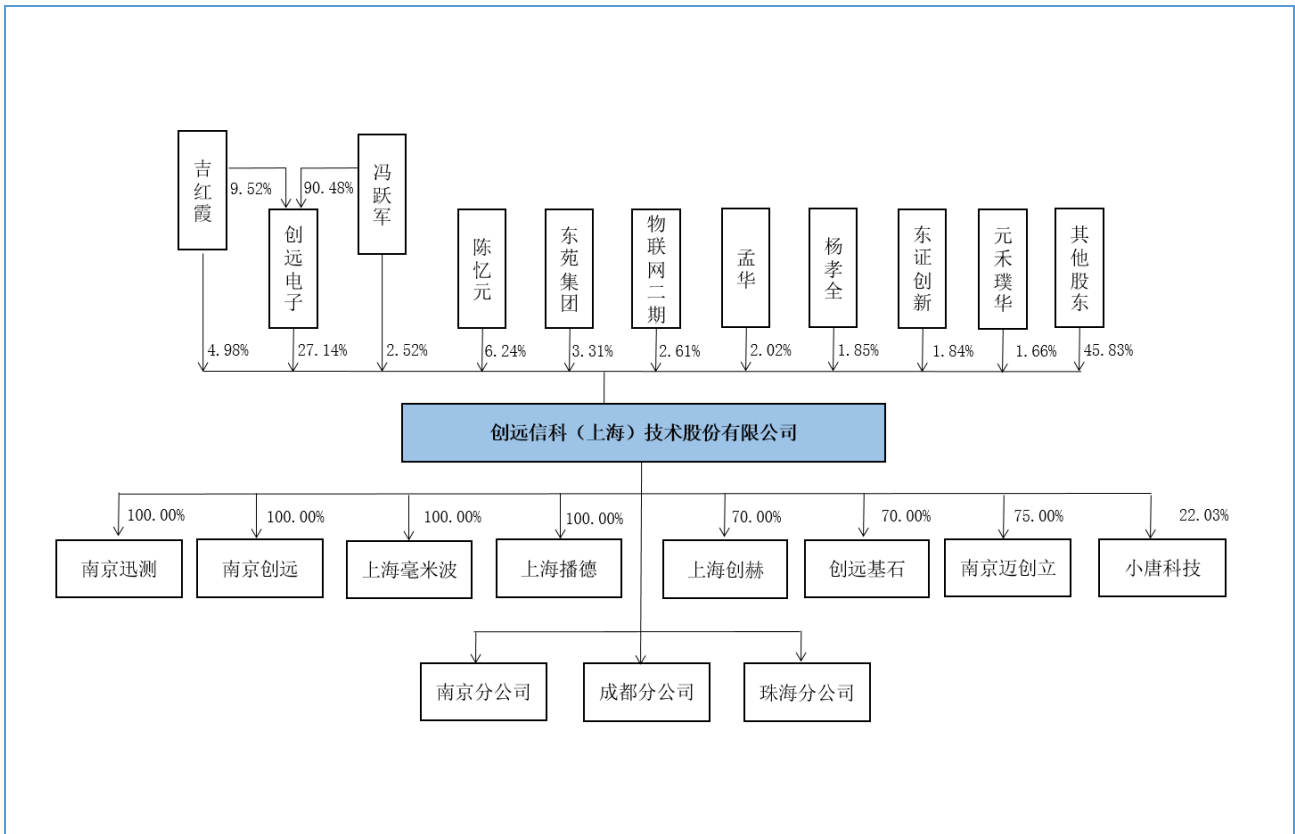 吉红霞
冯跃军
9.52%
90.48%
创远电子
陈忆元
东苑集团
物联网二期
孟华
杨孝全
东证创新
元禾璞华
其他股东
4.98%
27.14%
2.52%
6.24%
3.31%
2.61%
2.02%
1.85%
1.84%
1.66%
45.83%
创远信科（上海）技术股份有限公司
100.00%
100.00%
100.00%
100.00%
70.00%
70.00%
75.00%
22.03%
南京迅测
南京创远
上海毫米波
上海播德
上海创赫
创远基石
南京迈创立
小唐科技
南京分公司
成都分公司
珠海分公司